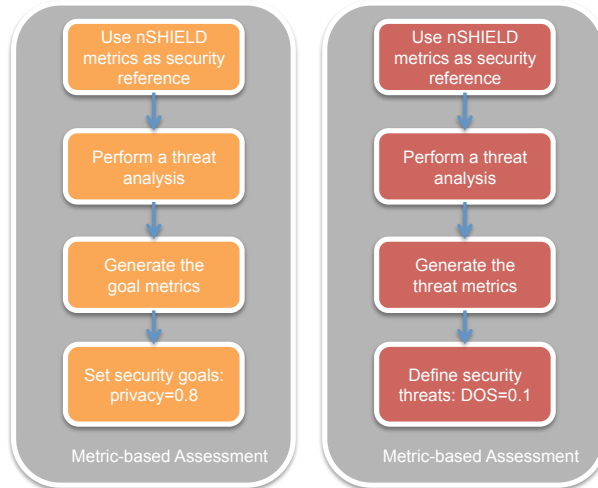 Use nSHIELD
metrics as security
reference
Perform a threat
analysis
Generate the
goal metrics
Set security goals:
privacy=0.8
Metric-based Assessment
Use nSHIELD
metrics as security
reference
Perform a threat
analysis
Generate the
threat metrics
Define security
threats: DOS=0.1
Metric-based Assessment